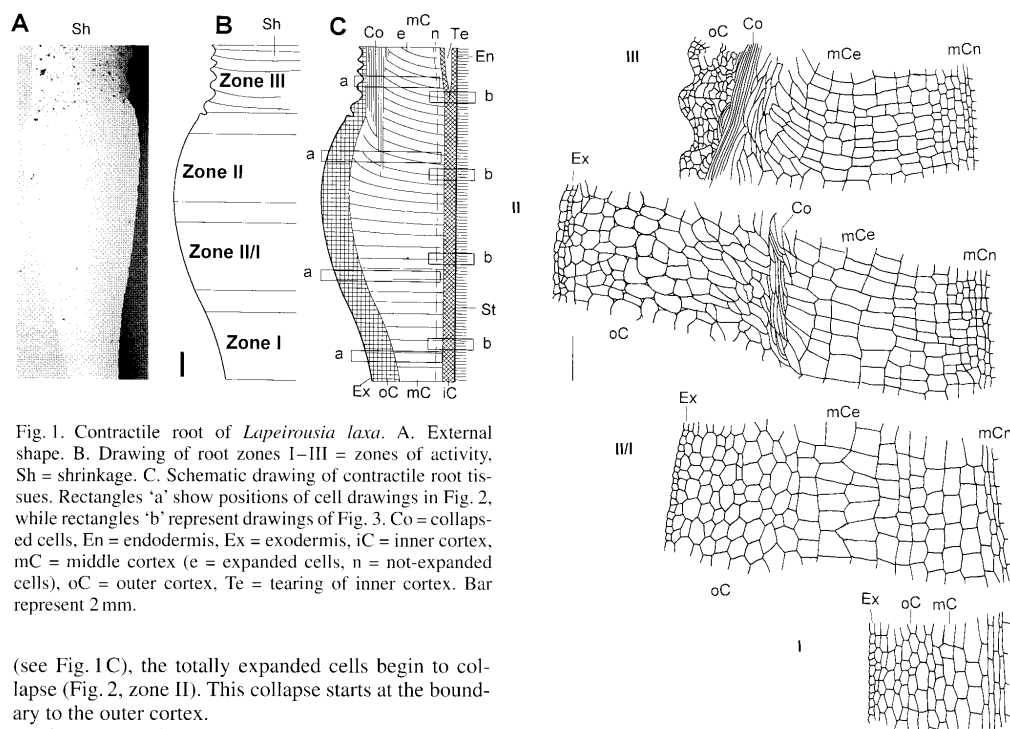 A
Sh
B
Sh
Zone III
Zone II
Zone II/I
Zone I
C
mC
Co
e
n
Te
En
a
b
a
b
a
b
St
a
b
Ex
oC
mC
iC
Fig. 1. Contractile root of Lapeirousia laxa. A. External
shape. B. Drawing of root zones I–III = zones of activity,
Sh = shrinkage. C. Schematic drawing of contractile root tis-
sues. Rectangles ‘a’ show positions of cell drawings in Fig. 2,
while rectangles ‘b’ represent drawings of Fig. 3. Co = collaps-
ed cells, En = endodermis, Ex = exodermis, iC = inner cortex,
mC = middle cortex (e = expanded cells, n = not-expanded
cells), oC = outer cortex, Te = tearing of inner cortex. Bar
represent 2 mm.
(see Fig. 1 C), the totally expanded cells begin to col-
lapse (Fig. 2, zone II). This collapse starts at the bound-
ary to the outer cortex.
III
oC
Co
mCe
mCn
II
Ex
Co
mCe
mCn
oC
II/I
Ex
mCe
mCn
oC
I
Ex
oC
mC